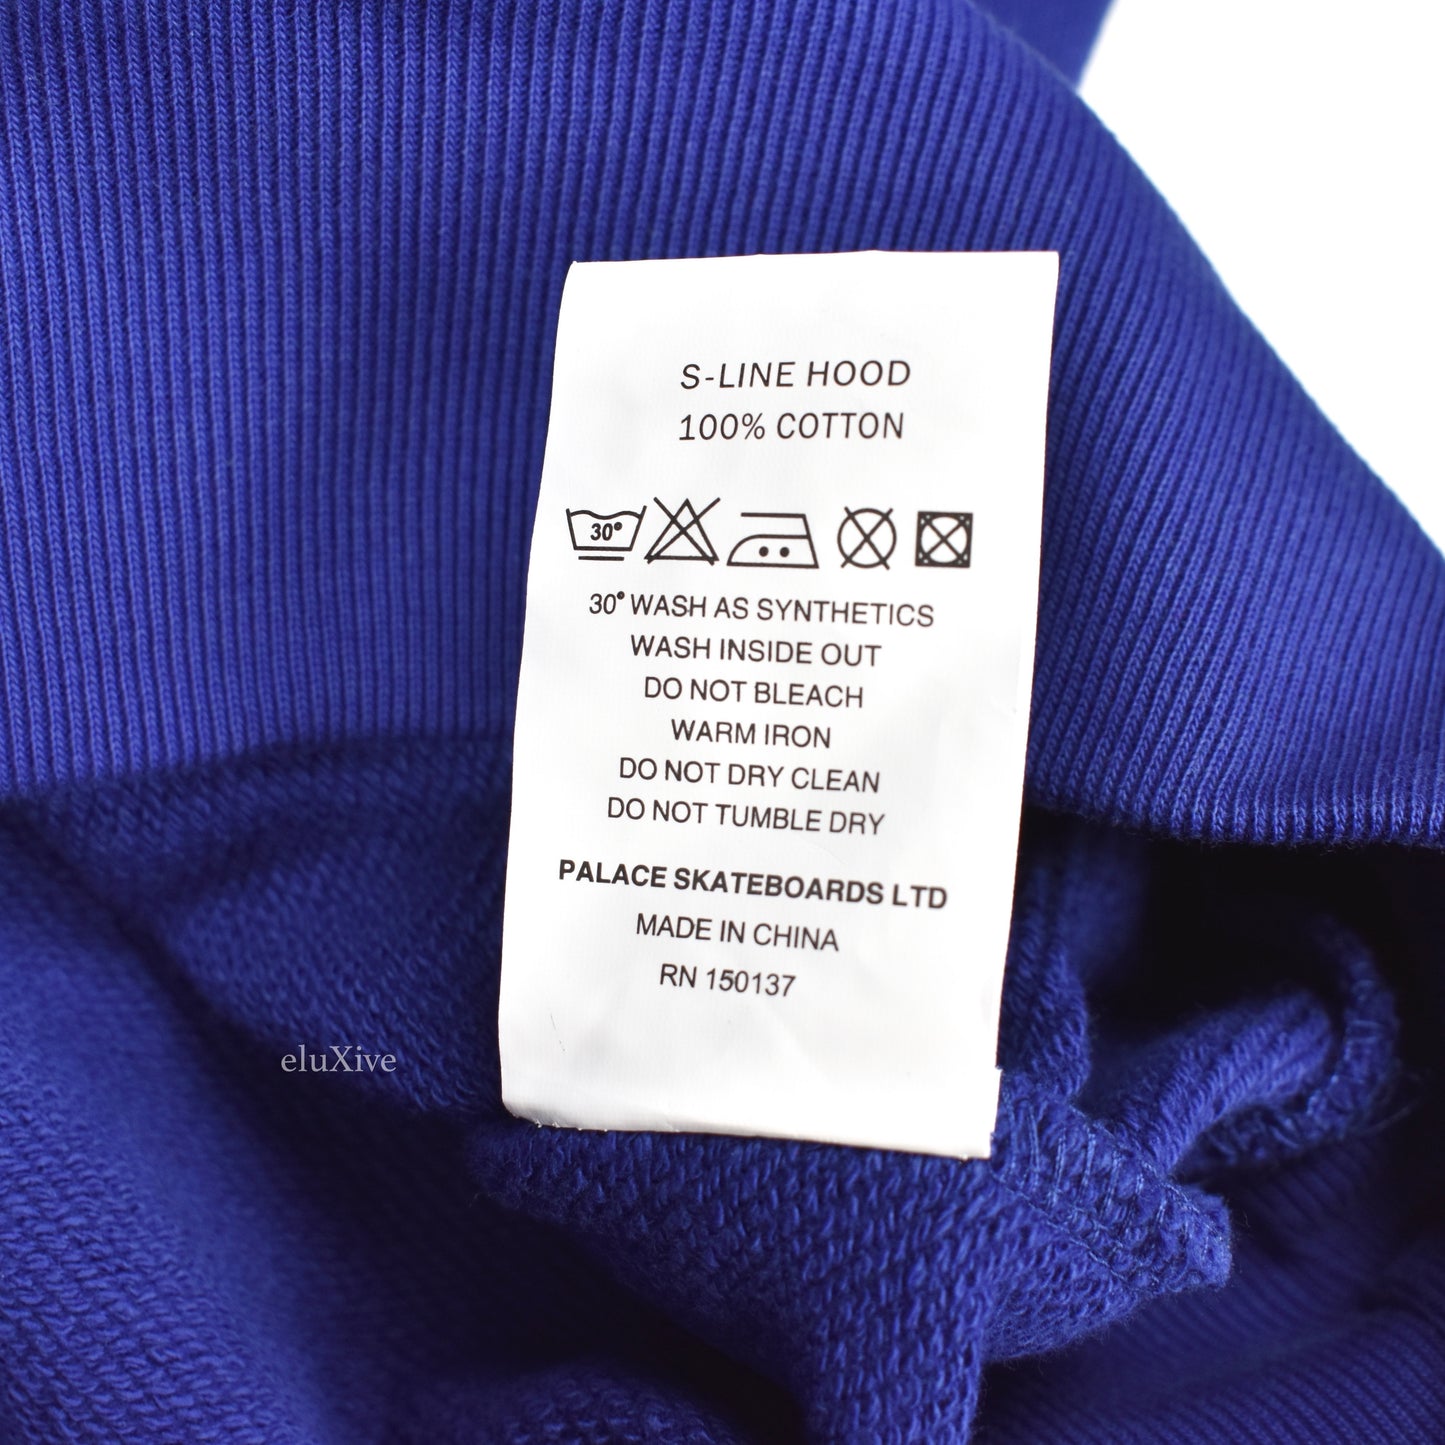 S-LINE HOOD
100% COTTON
30°
30° WASH AS SYNTHETICS
WASH INSIDE OUT
DO NOT BLEACH
WARM IRON
DO NOT DRY CLEAN
DO NOT TUMBLE DRY
PALACE SKATEBOARDS LTD
MADE IN CHINA
RN 150137
eluXive